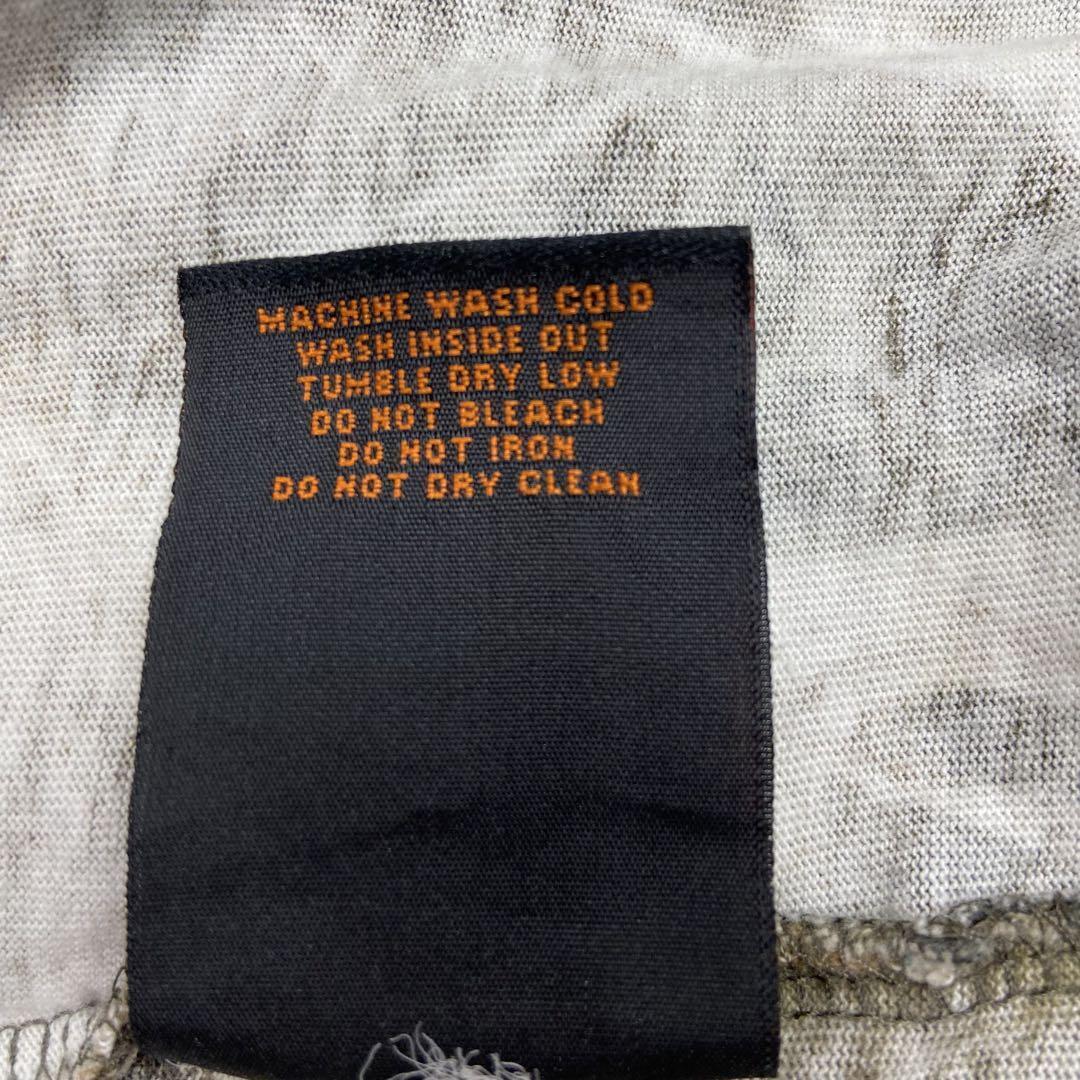 MACHINE WASH COLD
WASH INSIDE OUT
TUMBLE DRY LOW
DO NOT BLEACH
DO NOT IRON
DO NOT DRY CLEAN